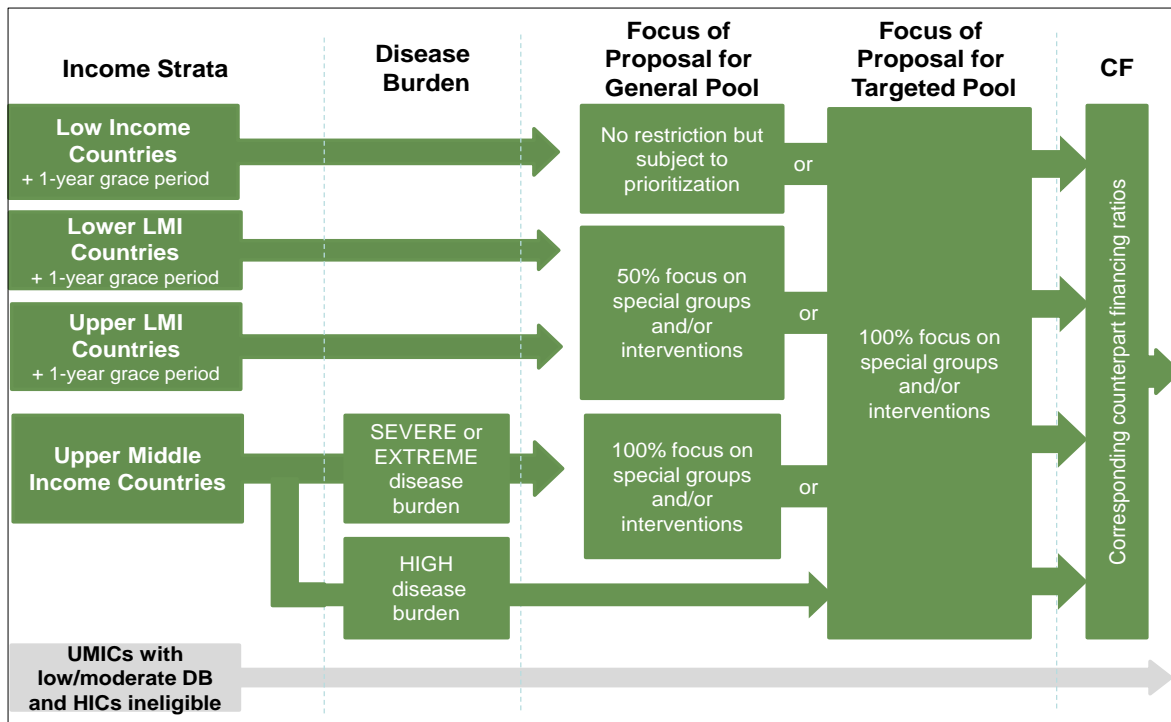 Income Strata
Disease
Burden
Focus of
Proposal for
General Pool
Focus of
Proposal for
Targeted Pool
CF
Low Income
Countries
+ 1-year grace period
No restriction but
subject to
prioritization
or
Lower LMI
Countries
+ 1-year grace period
50% focus on
special groups
and/or
interventions
or
Upper LMI
Countries
+ 1-year grace period
100% focus on
special groups
and/or
interventions
Upper Middle
Income Countries
SEVERE or
EXTREME
disease
burden
100% focus on
special groups
and/or
interventions
or
HIGH
disease
burden
Corresponding counterpart financing ratios
UMICs with
low/moderate DB
and HICs ineligible